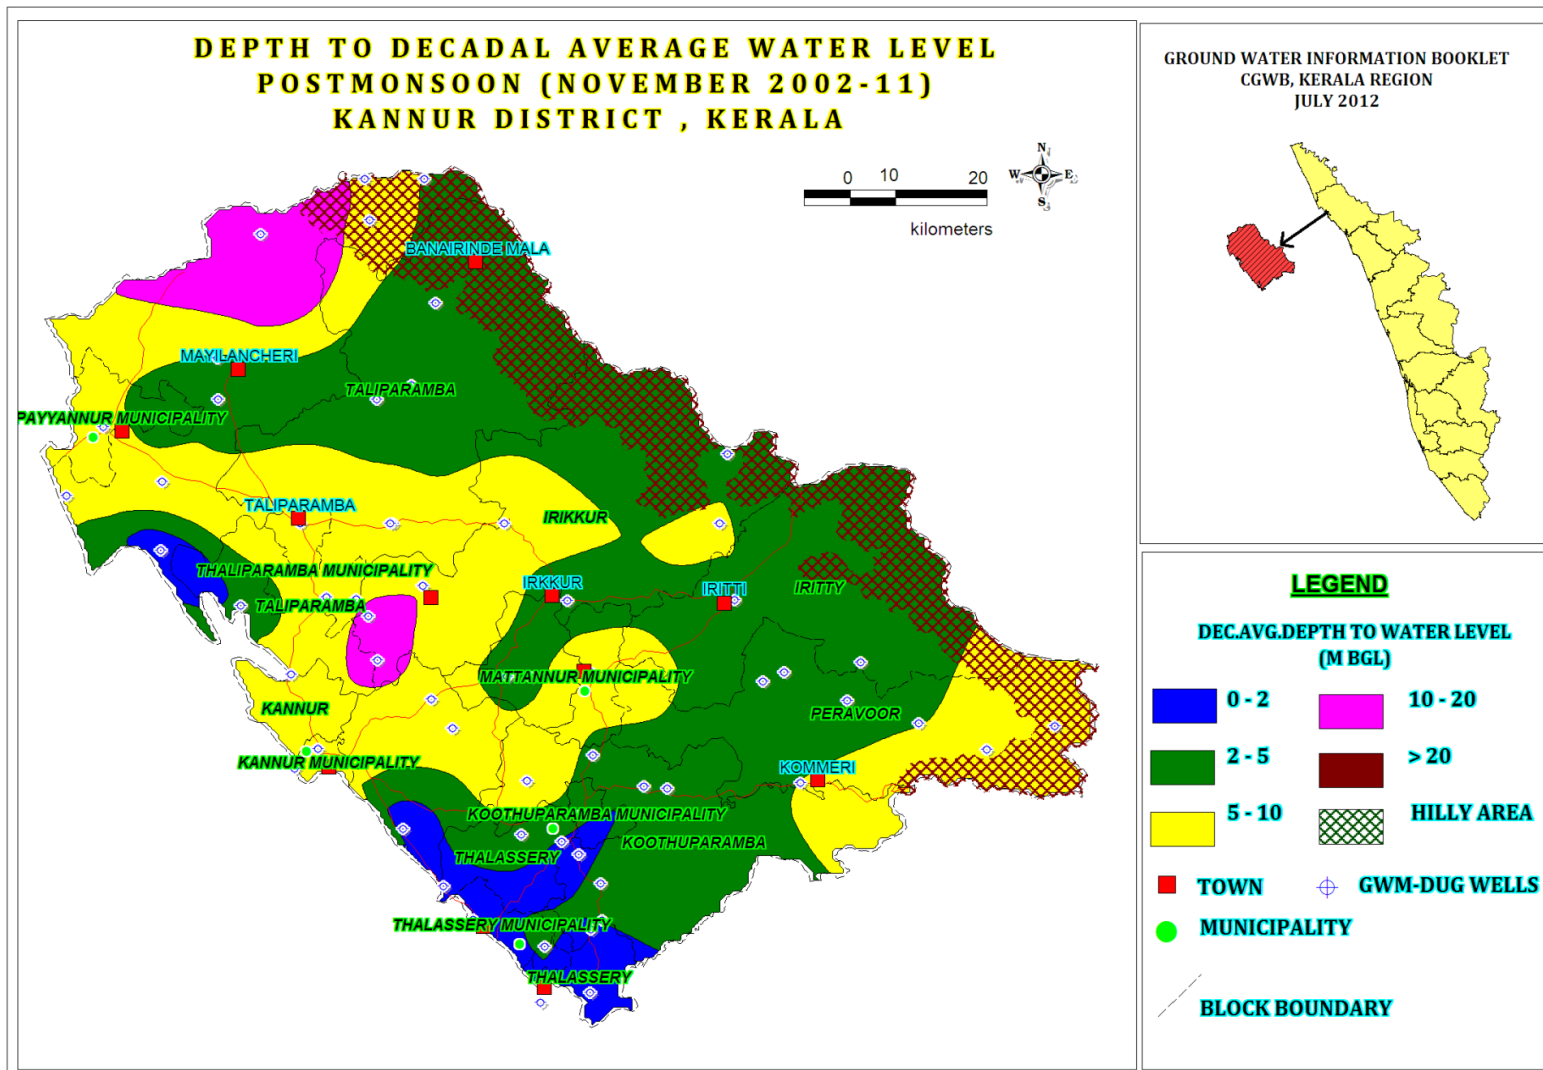 DEPTH TO DECADAL AVERAGE WATER LEVEL
POSTMONSOON (NOVEMBER 2002-11)
KANNUR DISTRICT , KERALA
0 10 20
kilometers
N
W E
S
BANAIRINDE MALA
MAYILANCHERI
TALIPARAMBA
PAYYANNUR MUNICIPALITY
TALIPARAMBA
IRIKKUR
THALIPARAMBA MUNICIPALITY
TALIPARAMBA
IRKKUR
IRITTI
IRITTY
MATTANNUR MUNICIPALITY
KANNUR
PERAVOOR
KANNUR MUNICIPALITY
KOMMERI
KOOTHUPARAMBA MUNICIPALITY
KOOTHUPARAMBA
THALASSERY
THALASSERY MUNICIPALITY
THALASSERY
GROUND WATER INFORMATION BOOKLET
CGWB, KERALA REGION
JULY 2012
LEGEND
DEC.AVG.DEPTH TO WATER LEVEL
(M BGL)
0 - 2
10 - 20
2 - 5
> 20
5 - 10
HILLY AREA
TOWN
GWM-DUG WELLS
MUNICIPALITY
BLOCK BOUNDARY